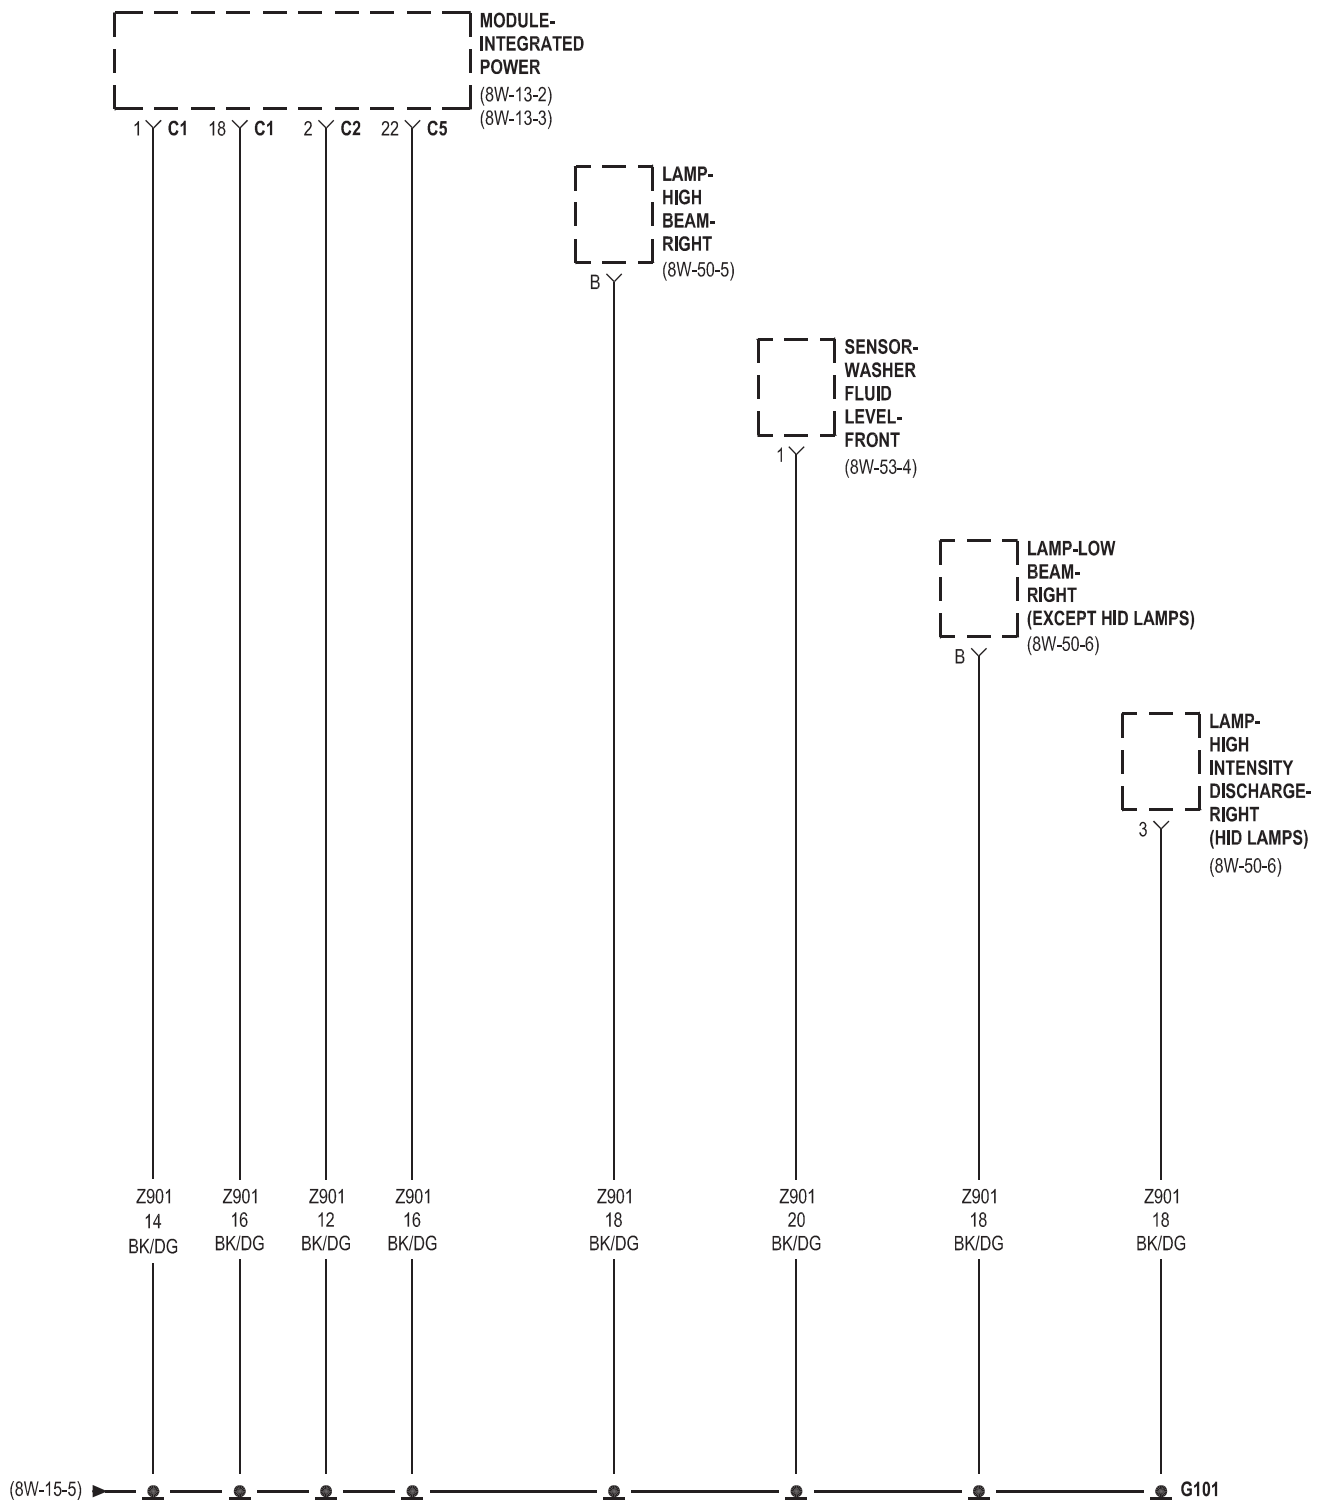 MODULE-
INTEGRATED
POWER
(8W-13-2)
(8W-13-3)
1 C1 18 C1 2 C2 22 C5
LAMP-
HIGH
BEAM-
RIGHT
(8W-50-5)
B
SENSOR-
WASHER
FLUID
LEVEL-
FRONT
(8W-53-4)
1
LAMP-LOW
BEAM-
RIGHT
(EXCEPT HID LAMPS)
(8W-50-6)
B
LAMP-
HIGH
INTENSITY
DISCHARGE-
RIGHT
(HID LAMPS)
(8W-50-6)
3
Z901 Z901 Z901 Z901 Z901 Z901 Z901 Z901
14 16 12 16 18 20 18 18
BK/DG BK/DG BK/DG BK/DG BK/DG BK/DG BK/DG BK/DG
(8W-15-5) G101